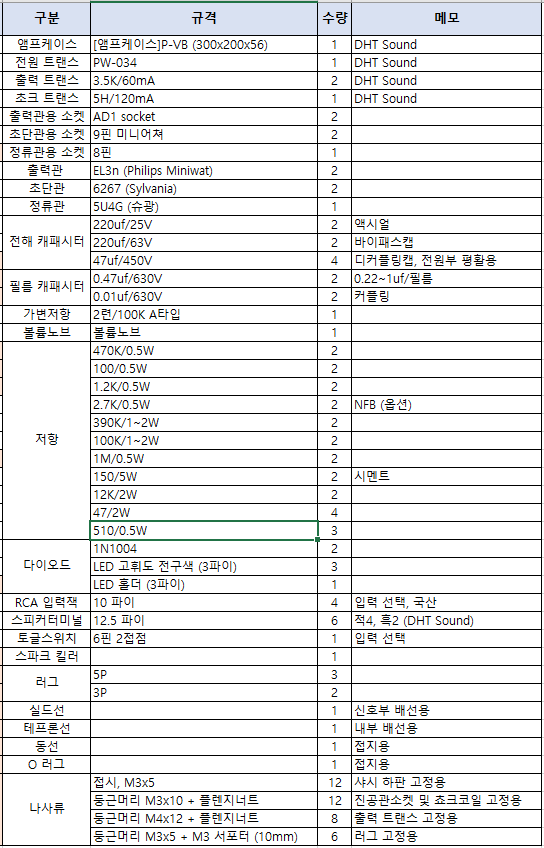 구분 규격 수량 메모
앰프케이스 [앰프케이스]P-VB (300x200x56) 1 DHT Sound
전원 트랜스 PW-034 1 DHT Sound
출력 트랜스 3.5K/60mA 2 DHT Sound
초크 트랜스 5H/120mA 1 DHT Sound
출력관용 소켓 AD1 socket 2
초단관용 소켓 9핀 미니어쳐 2
정류관용 소켓 8핀 1
출력관 EL3n (Philips Miniwat) 2
초단관 6267 (Sylvania) 2
정류관 5U4G (슈광) 1
전해 캐패시터 220uf/25V 2 액시얼
220uf/63V 2 바이패스캡
47uf/450V 4 디커플링캡, 전원부 평활용
필름 캐패시터 0.47uf/630V 2 0.22~1uf/필름
0.01uf/630V 2 커플링
가변저항 2련/100K A타입 1
볼륨노브 볼륨노브 1
저항 470K/0.5W 2
100/0.5W 2
1.2K/0.5W 2
2.7K/0.5W 2 NFB (옵션)
390K/1~2W 2
100K/1~2W 2
1M/0.5W 2
150/5W 2 시멘트
12K/2W 2
47/2W 4
510/0.5W 3
다이오드 1N1004 2
LED 고휘도 전구색 (3파이) 3
LED 홀더 (3파이) 1
RCA 입력잭 10 파이 4 입력 선택, 국산
스피커터미널 12.5 파이 6 적4, 흑2 (DHT Sound)
토글스위치 6핀 2접점 1 입력 선택
스파크 킬러 1
러그 5P 3
3P 2
실드선 1 신호부 배선용
테프론선 1 내부 배선용
동선 1 접지용
O 러그 1 접지용
나사류 접시, M3x5 12 샤시 하판 고정용
둥근머리 M3x10 + 플렌지너트 12 진공관소켓 및 쵸크코일 고정용
둥근머리 M4x12 + 플렌지너트 8 출력 트랜스 고정용
둥근머리 M3x5 + M3 서포터 (10mm) 6 러그 고정용